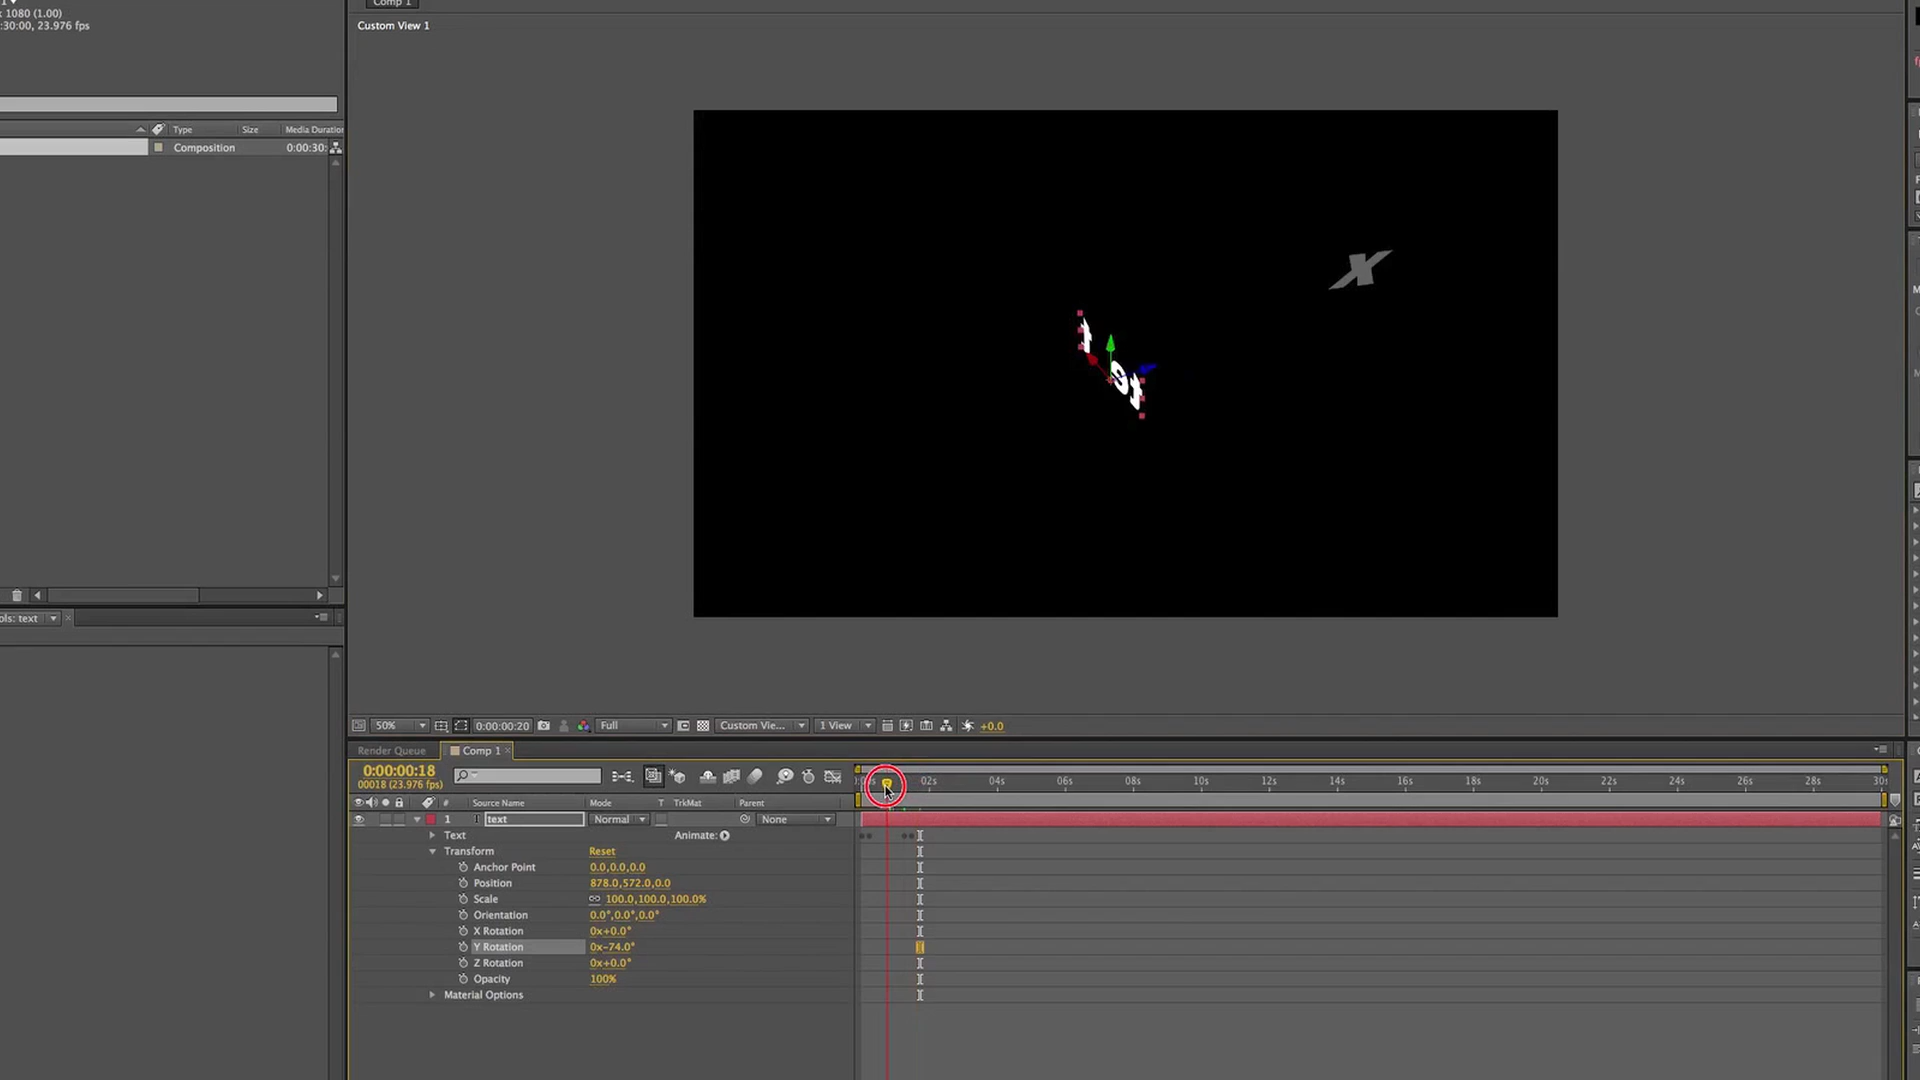 Comp 1
x 1080 (1.00)
:30:00, 23.976 fps
Custom View 1
Type Size Media Duratio
Composition 0:00:30:
x
t
e
t
ols: text
50% 0:00:00:20 Full Custom Vie... 1 View +0.0
Render Queue Comp 1
0:00:00:18
00018 (23.976 fps)
02s 04s 06s 08s 10s 12s 14s 16s 18s 20s 22s 24s 26s 28s 30s
# Source Name Mode T TrkMat Parent
1 T text Normal None
Text Animate:
Transform Reset
Anchor Point 0.0,0.0,0.0
Position 878.0,572.0,0.0
Scale 100.0,100.0,100.0%
Orientation 0.0°,0.0°,0.0°
X Rotation 0x+0.0°
Y Rotation 0x-74.0°
Z Rotation 0x+0.0°
Opacity 100%
Material Options